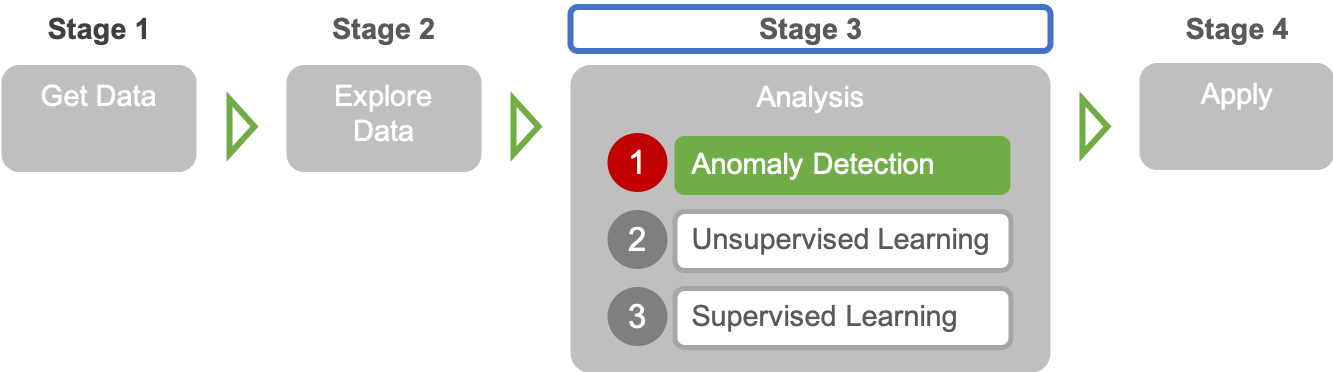 Stage 1
Stage 2
Stage 3
Stage 4
Get Data
Explore
Data
Analysis
Apply
1
Anomaly Detection
2
Unsupervised Learning
3
Supervised Learning